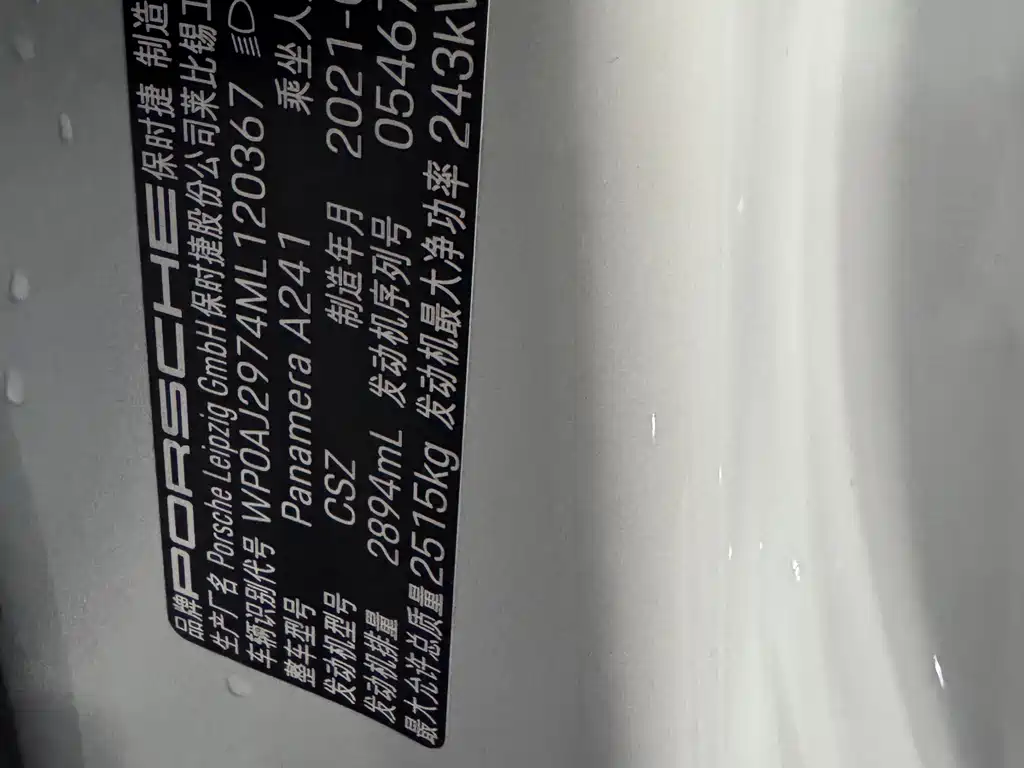 品牌 PORSCHE 保时捷 制造
生产厂名 Porsche Leipzig GmbH 保时捷股份公司莱比锡工
车辆识别代号 WP0AJ2974ML120367
整车型号 Panamera A241 乘坐人
发动机型号 CSZ 制造年月 2021-0
发动机排量 2894mL 发动机序列号 05467
最大允许总质量 2515kg 发动机最大净功率 243kW